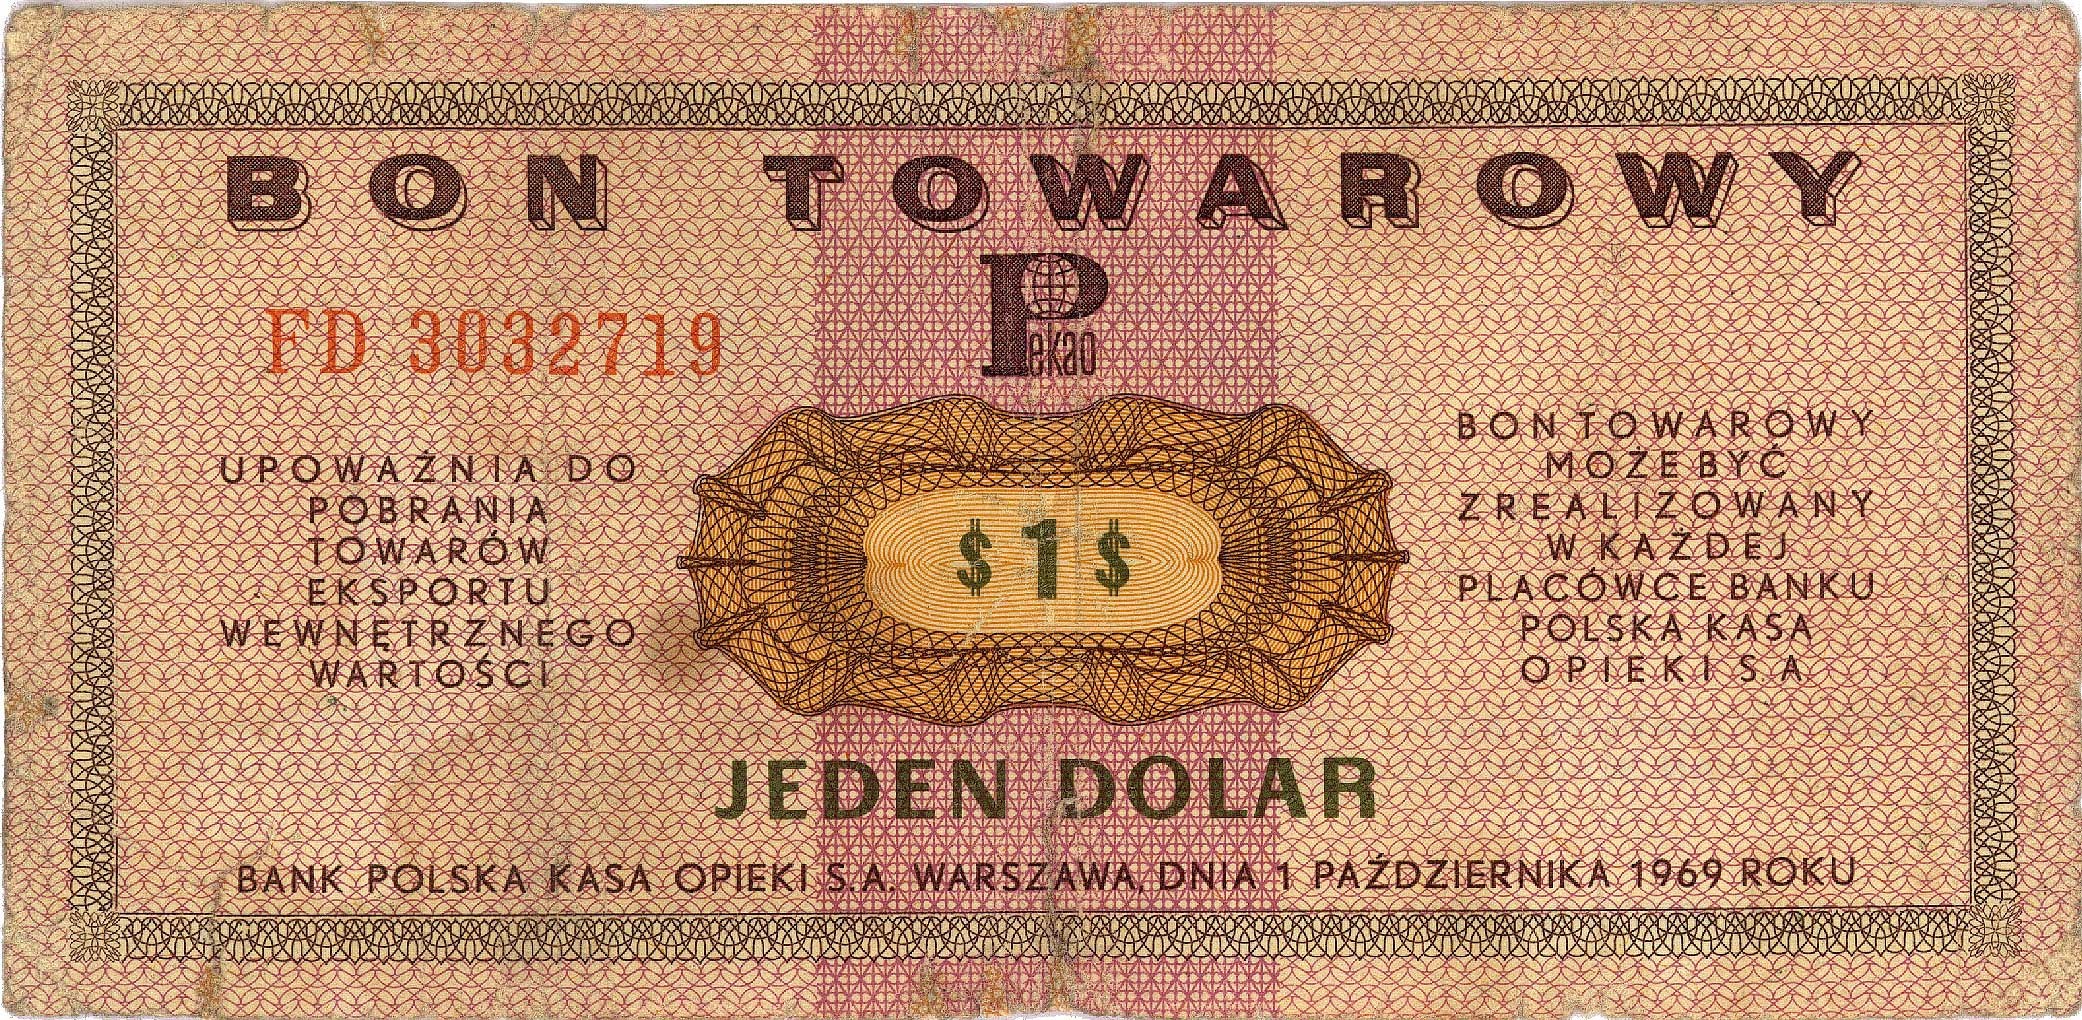 BON TOWAROWY
Pekao
FD 3032719
UPOWAŻNIA DO
POBRANIA
TOWARÓW
EKSPORTU
WEWNĘTRZNEGO
WARTOŚCI
$ 1 $
BON TOWAROWY
MOŻE BYĆ
ZREALIZOWANY
W KAŻDEJ
PLACÓWCE BANKU
POLSKA KASA
OPIEKI S A
JEDEN DOLAR
BANK POLSKA KASA OPIEKI S.A. WARSZAWA, DNIA 1 PAŹDZIERNIKA 1969 ROKU